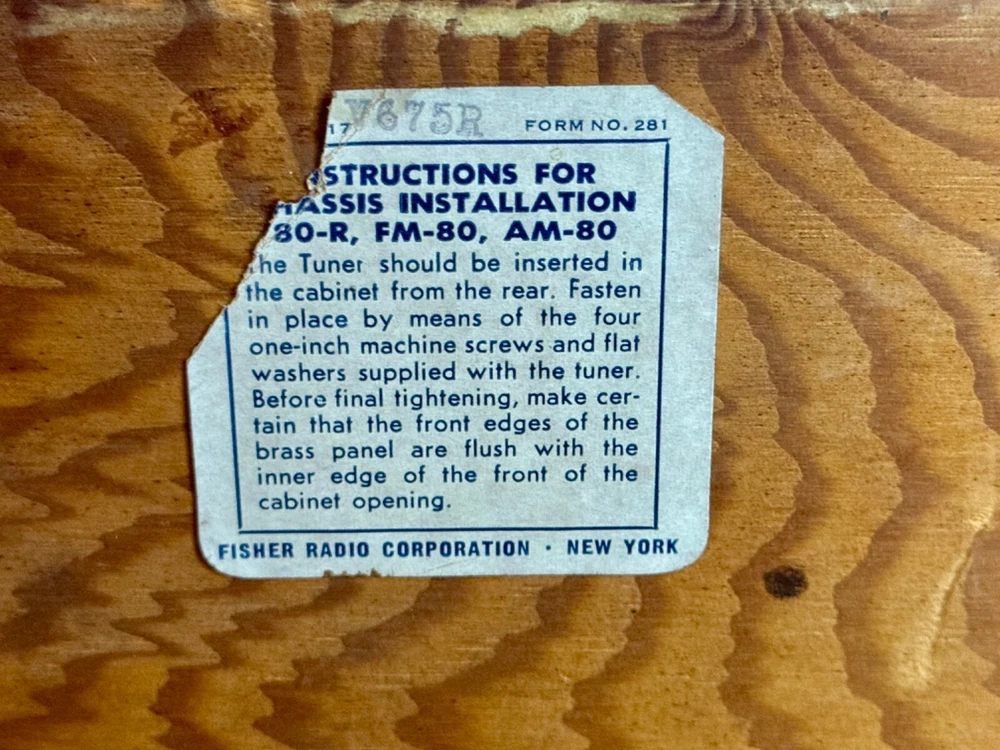 17 V675R FORM NO. 281
STRUCTIONS FOR
HASSIS INSTALLATION
80-R, FM-80, AM-80
The Tuner should be inserted in
the cabinet from the rear. Fasten
in place by means of the four
one-inch machine screws and flat
washers supplied with the tuner.
Before final tightening, make cer-
tain that the front edges of the
brass panel are flush with the
inner edge of the front of the
cabinet opening.
FISHER RADIO CORPORATION · NEW YORK